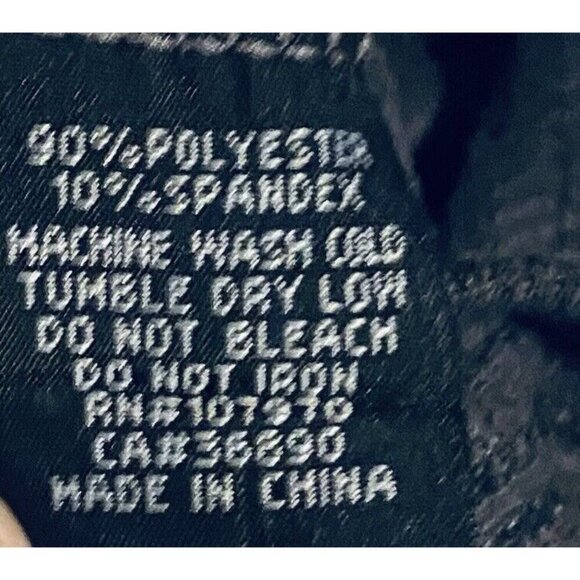 90%POLYESTER
10%SPANDEX
MACHINE WASH COLD
TUMBLE DRY LOW
DO NOT BLEACH
DO NOT IRON
RN#107970
CA#36890
MADE IN CHINA